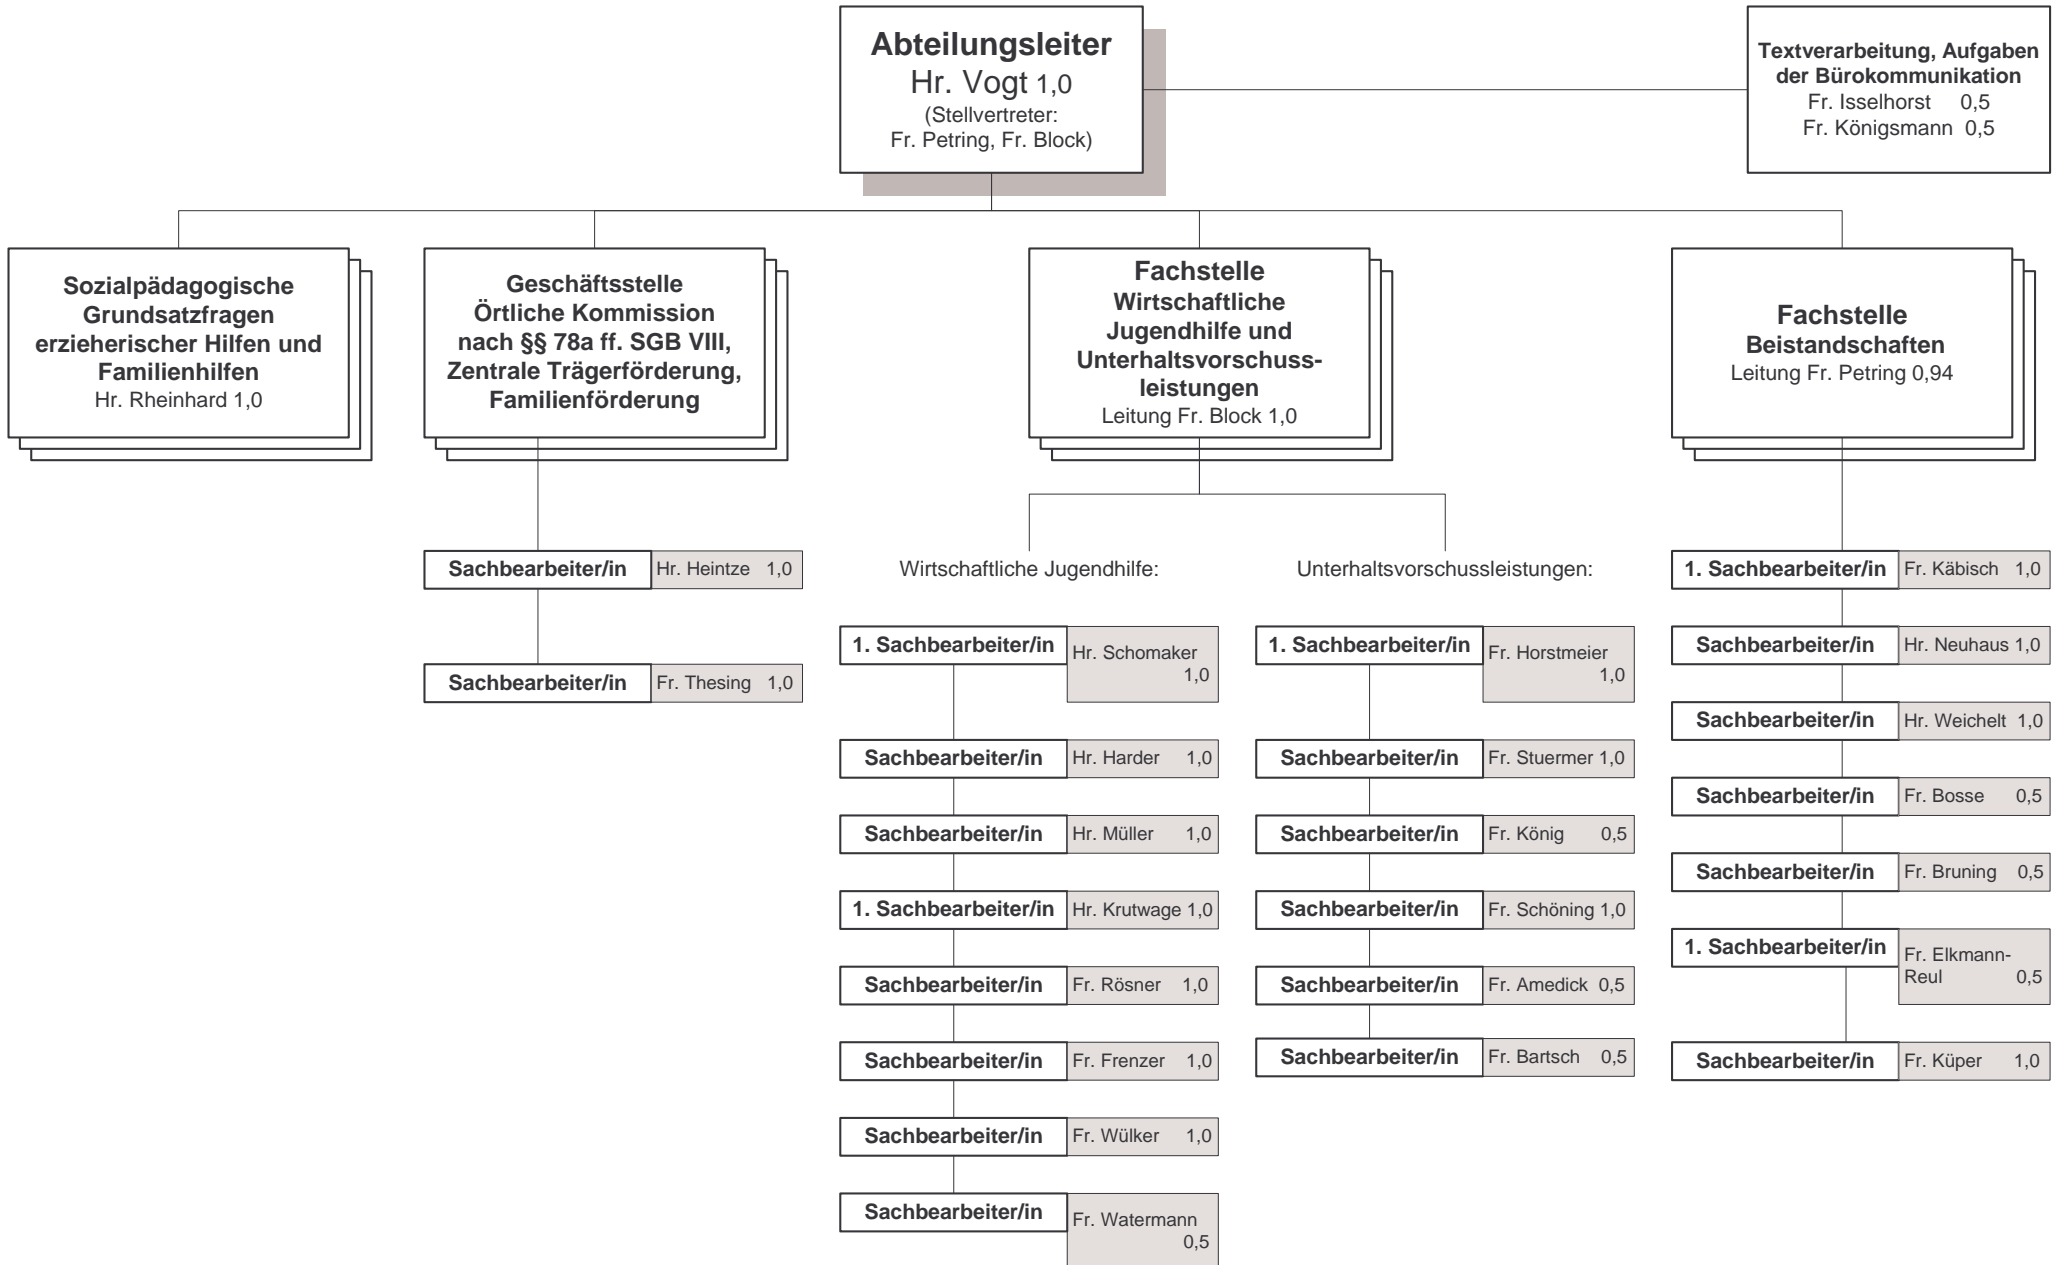 Abteilungsleiter
Hr. Vogt 1,0
(Stellvertreter:
Fr. Petring, Fr. Block)
Textverarbeitung, Aufgaben
der Bürokommunikation
Fr. Isselhorst 0,5
Fr. Königsmann 0,5
Sozialpädagogische
Grundsatzfragen
erzieherischer Hilfen und
Familienhilfen
Hr. Rheinhard 1,0
Geschäftsstelle
Örtliche Kommission
nach §§ 78a ff. SGB VIII,
Zentrale Trägerförderung,
Familienförderung
Fachstelle
Wirtschaftliche
Jugendhilfe und
Unterhaltsvorschuss-
leistungen
Leitung Fr. Block 1,0
Fachstelle
Beistandschaften
Leitung Fr. Petring 0,94
Sachbearbeiter/in Hr. Heintze 1,0
Sachbearbeiter/in Fr. Thesing 1,0
Wirtschaftliche Jugendhilfe:
1. Sachbearbeiter/in Hr. Schomaker
1,0
Sachbearbeiter/in Hr. Harder 1,0
Sachbearbeiter/in Hr. Müller 1,0
1. Sachbearbeiter/in Hr. Krutwage 1,0
Sachbearbeiter/in Fr. Rösner 1,0
Sachbearbeiter/in Fr. Frenzer 1,0
Sachbearbeiter/in Fr. Wülker 1,0
Sachbearbeiter/in Fr. Watermann
0,5
Unterhaltsvorschussleistungen:
1. Sachbearbeiter/in Fr. Horstmeier
1,0
Sachbearbeiter/in Fr. Stuermer 1,0
Sachbearbeiter/in Fr. König 0,5
Sachbearbeiter/in Fr. Schöning 1,0
Sachbearbeiter/in Fr. Amedick 0,5
Sachbearbeiter/in Fr. Bartsch 0,5
1. Sachbearbeiter/in Fr. Käbisch 1,0
Sachbearbeiter/in Hr. Neuhaus 1,0
Sachbearbeiter/in Hr. Weichelt 1,0
Sachbearbeiter/in Fr. Bosse 0,5
Sachbearbeiter/in Fr. Bruning 0,5
1. Sachbearbeiter/in Fr. Elkmann-
Reul 0,5
Sachbearbeiter/in Fr. Küper 1,0